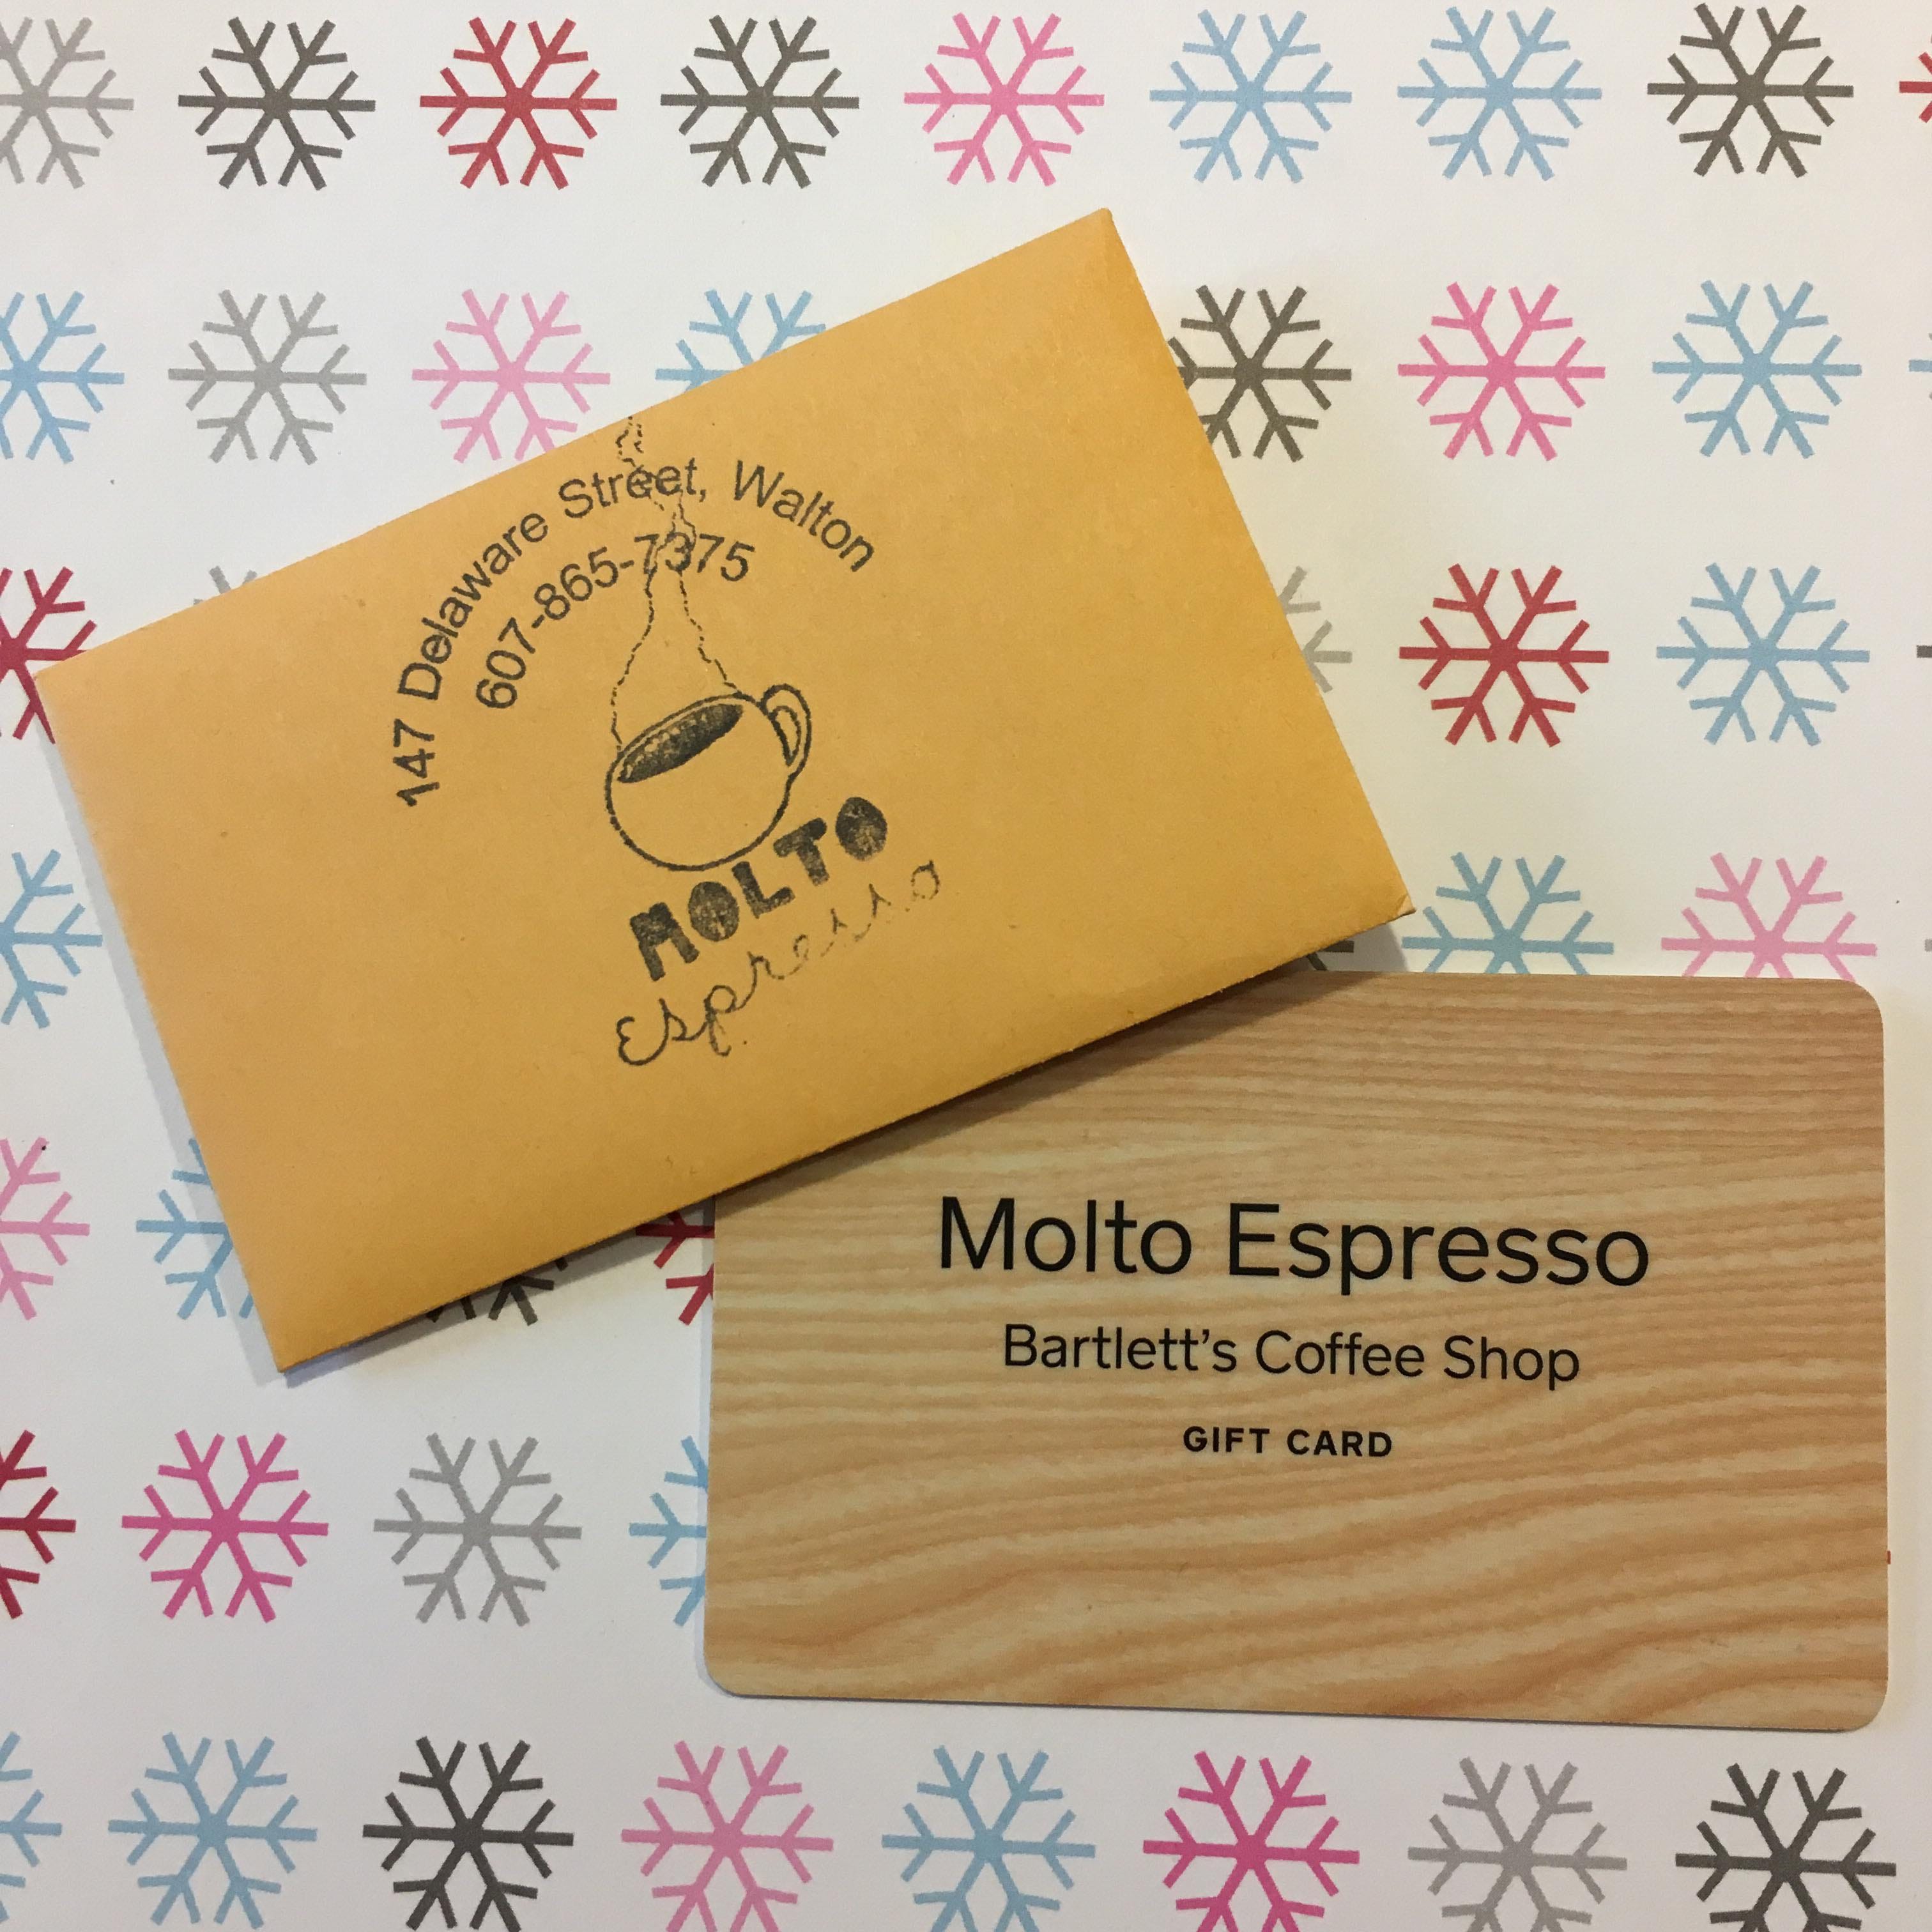 147 Delaware Street, Walton
607-865-7375
MOLTO
Espresso
Molto Espresso
Bartlett’s Coffee Shop
GIFT CARD